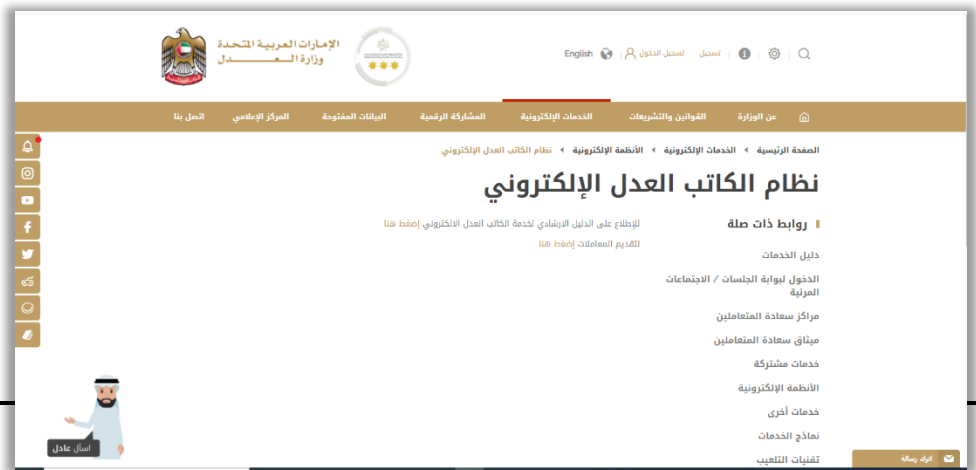 الإمارات العربية المتحدة
وزارة العدل
English
تسجيل الدخول
تسجيل
عن الوزارة
القوانين والتشريعات
الخدمات الإلكترونية
المشاركة الرقمية
البيانات المفتوحة
المركز الإعلامي
اتصل بنا
الصفحة الرئيسية
الخدمات الإلكترونية
الأنظمة الإلكترونية
نظام الكاتب العدل الإلكتروني
نظام الكاتب العدل الإلكتروني
روابط ذات صلة
للإطلاع على الدليل الارشادي لخدمة الكاتب العدل الالكتروني إضغط هنا
لتقديم المعاملات إضغط هنا
دليل الخدمات
الدخول لبوابة الجلسات / الاجتماعات
المرئية
مراكز سعادة المتعاملين
ميثاق سعادة المتعاملين
خدمات مشتركة
الأنظمة الإلكترونية
خدمات أخرى
نماذج الخدمات
تقنيات التلعيب
اسأل عادل
اترك رسالة